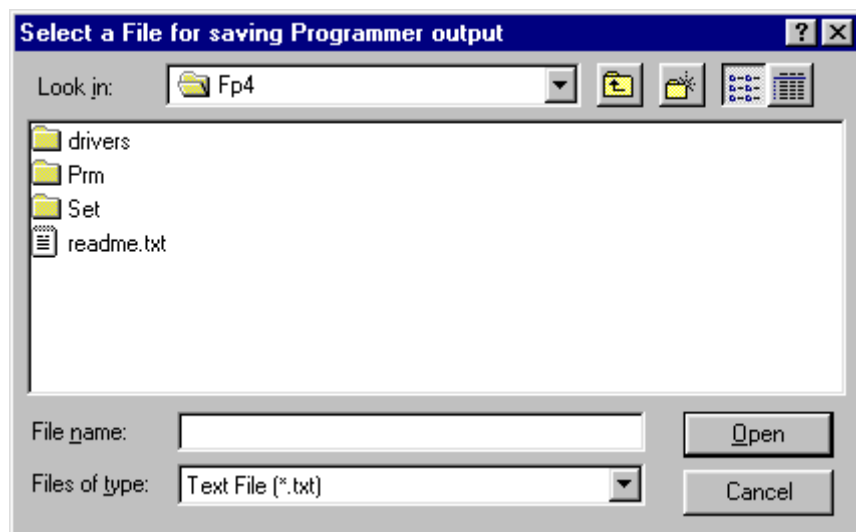 Select a File for saving Programmer output
Look in: Fp4
drivers
Prm
Set
readme.txt
File name: Open
Files of type: Text File (*.txt) Cancel